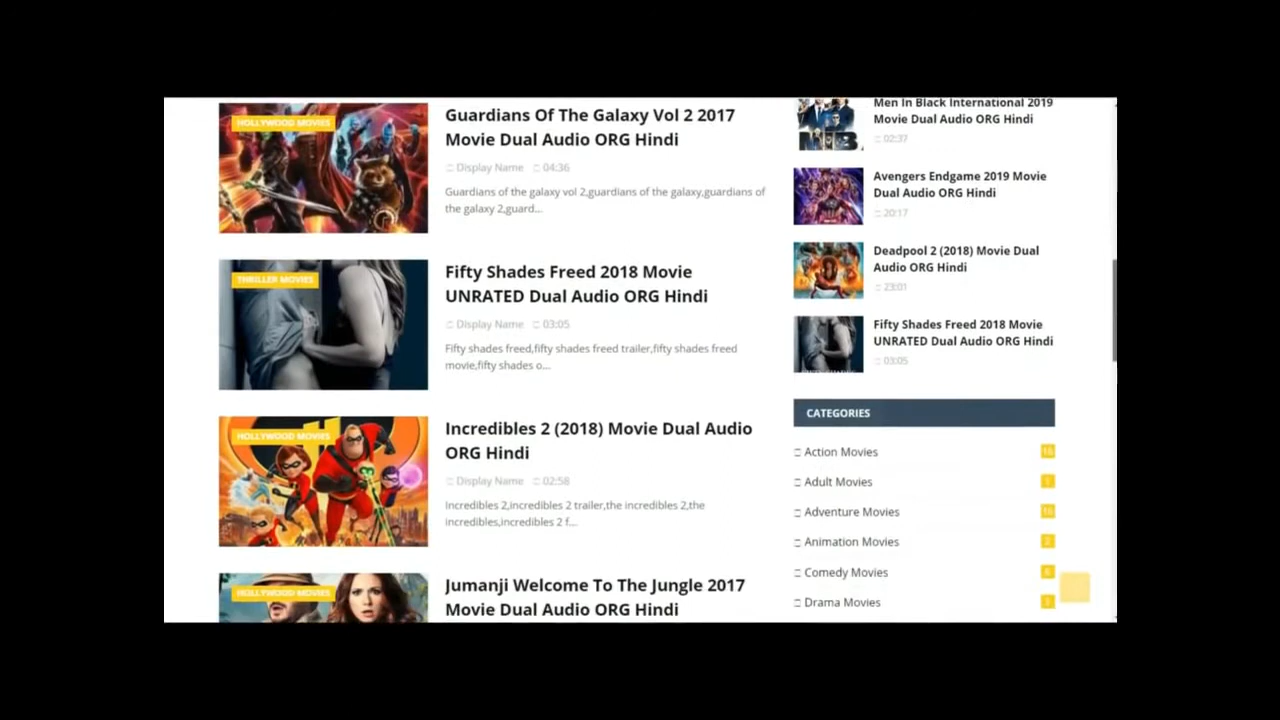 HOLLYWOOD MOVIES
Guardians Of The Galaxy Vol 2 2017
Movie Dual Audio ORG Hindi
Display Name 04:36
Guardians of the galaxy vol 2,guardians of the galaxy,guardians of
the galaxy 2,guard...
THRILLER MOVIES
Fifty Shades Freed 2018 Movie
UNRATED Dual Audio ORG Hindi
Display Name 03:05
Fifty shades freed,fifty shades freed trailer,fifty shades freed
movie,fifty shades o...
HOLLYWOOD MOVIES
Incredibles 2 (2018) Movie Dual Audio
ORG Hindi
Display Name 02:58
Incredibles 2,incredibles 2 trailer,the incredibles 2,the
incredibles,incredibles 2 f...
HOLLYWOOD MOVIES
Jumanji Welcome To The Jungle 2017
Movie Dual Audio ORG Hindi
Men In Black International 2019
Movie Dual Audio ORG Hindi
02:37
MIB
Avengers Endgame 2019 Movie
Dual Audio ORG Hindi
20:17
Deadpool 2 (2018) Movie Dual
Audio ORG Hindi
23:01
Fifty Shades Freed 2018 Movie
UNRATED Dual Audio ORG Hindi
03:05
CATEGORIES
Action Movies 16
Adult Movies 1
Adventure Movies
Animation Movies 2
Comedy Movies 6
Drama Movies